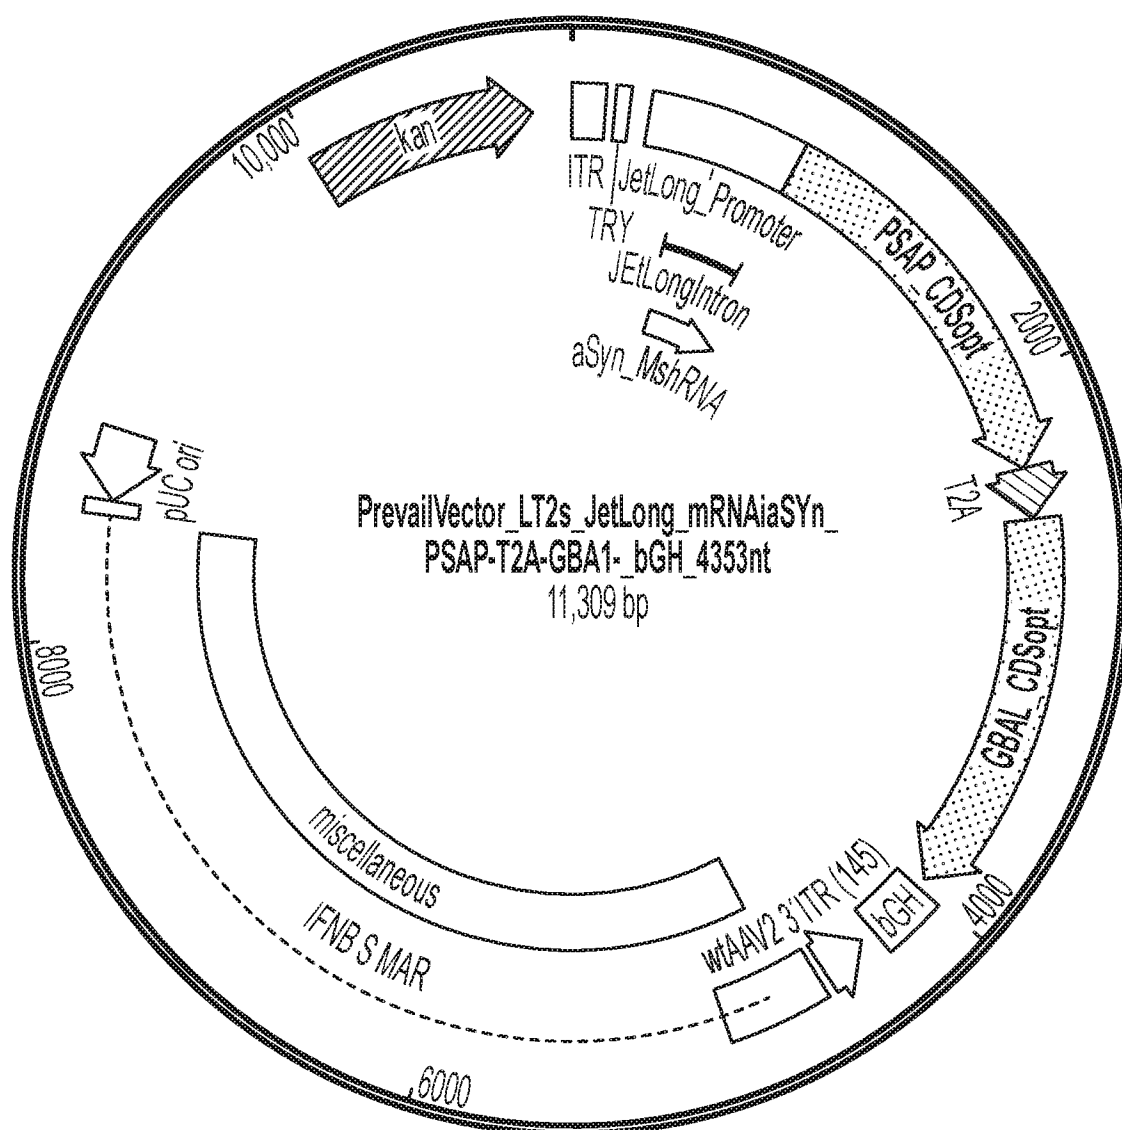 10,000
kan
ITR
JetLong_Promoter
TRY
JEtLongIntron
aSyn_MshRNA
PSAP_CDSopt
2000
T2A
pUC ori
PrevailVector_LT2s_JetLong_mRNAiaSYn_
PSAP-T2A-GBA1-_bGH_4353nt
11,309 bp
GBAL_CDSopt
8000
miscellaneous
wtAAV2 3'ITR (145)
bGH
4000
iFNB S MAR
6000